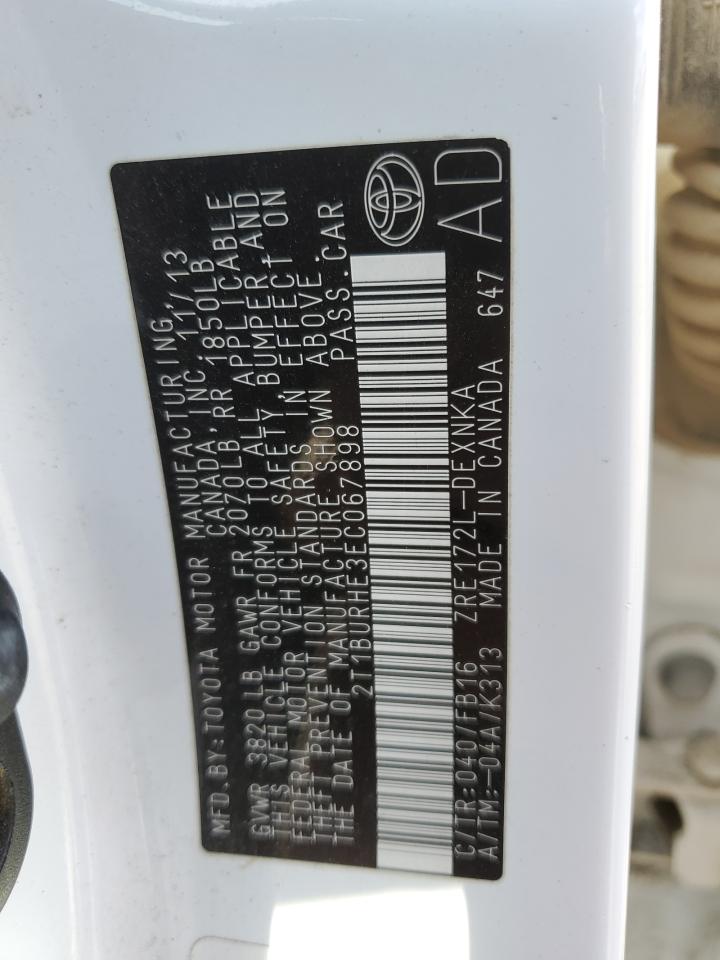 MFD.BY:TOYOTA MOTOR MANUFACTURING,
CANADA,INC. 11/13
GVWR 3820 LB GAWR FR 2070LB,RR 1850LB
THIS VEHICLE CONFORMS TO ALL APPLICABLE
FEDERAL MOTOR VEHICLE SAFETY,BUMPER,AND
THEFT PREVENTION STANDARDS IN EFFECT ON
THE DATE OF MANUFACTURE SHOWN ABOVE.
2T1BURHE3EC067898 PASS.CAR
C/TR:040/FB16 ZRE172L-DEXNKA
A/TM:-04A/K313 MADE IN CANADA 647
AD